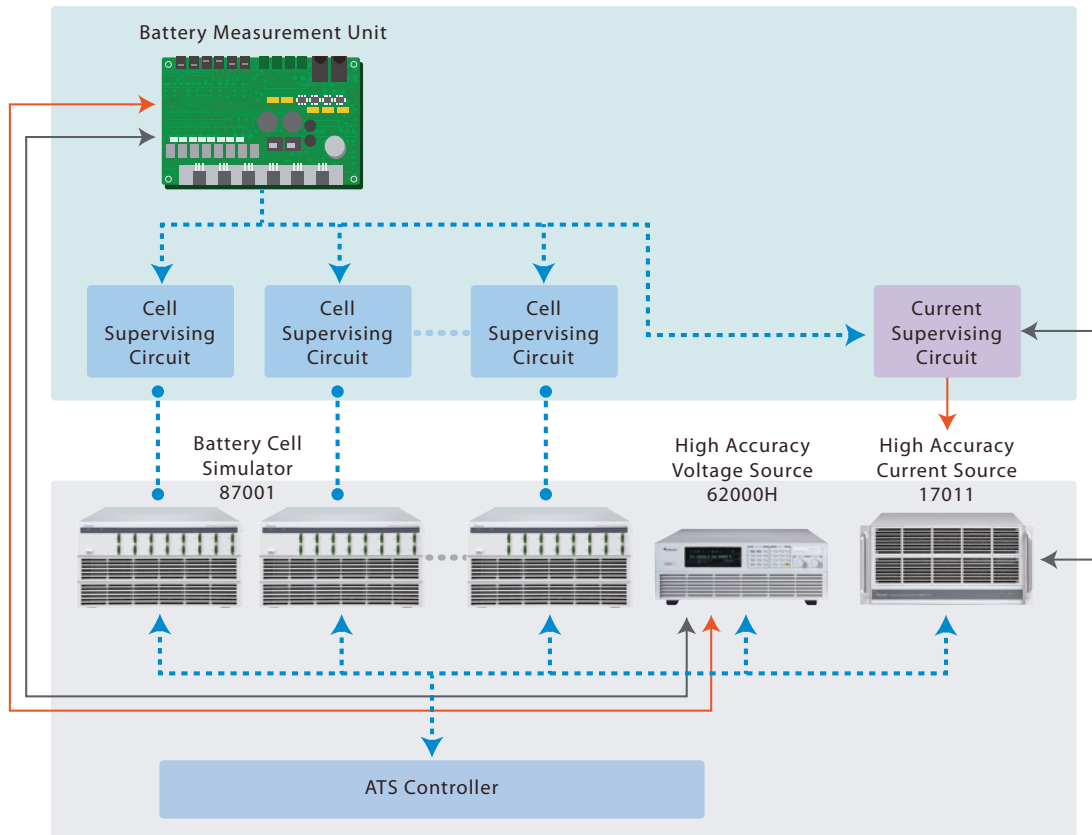 Battery Measurement Unit
Cell
Supervising
Circuit
Cell
Supervising
Circuit
Cell
Supervising
Circuit
Current
Supervising
Circuit
Battery Cell
Simulator
87001
High Accuracy
Voltage Source
62000H
High Accuracy
Current Source
17011
ATS Controller